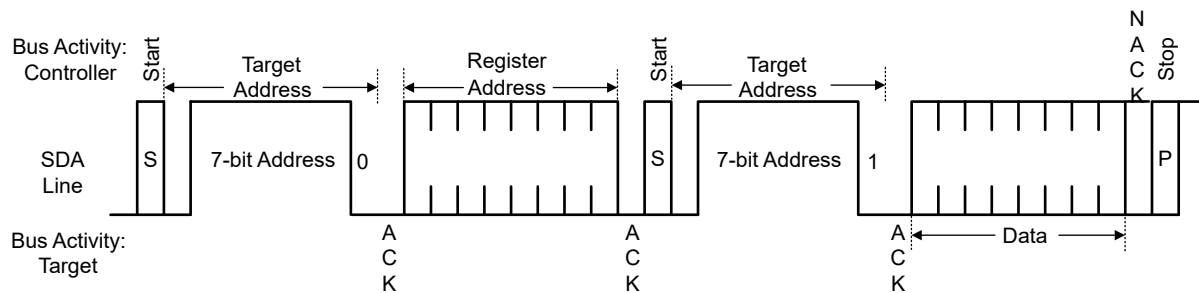 Bus Activity:
Controller
Start
Target
Address
Register
Address
Start
Target
Address
N
A
C
K
Stop
SDA
Line
S
7-bit Address
0
S
7-bit Address
1
P
Bus Activity:
Target
A
C
K
A
C
K
A
C
K
Data